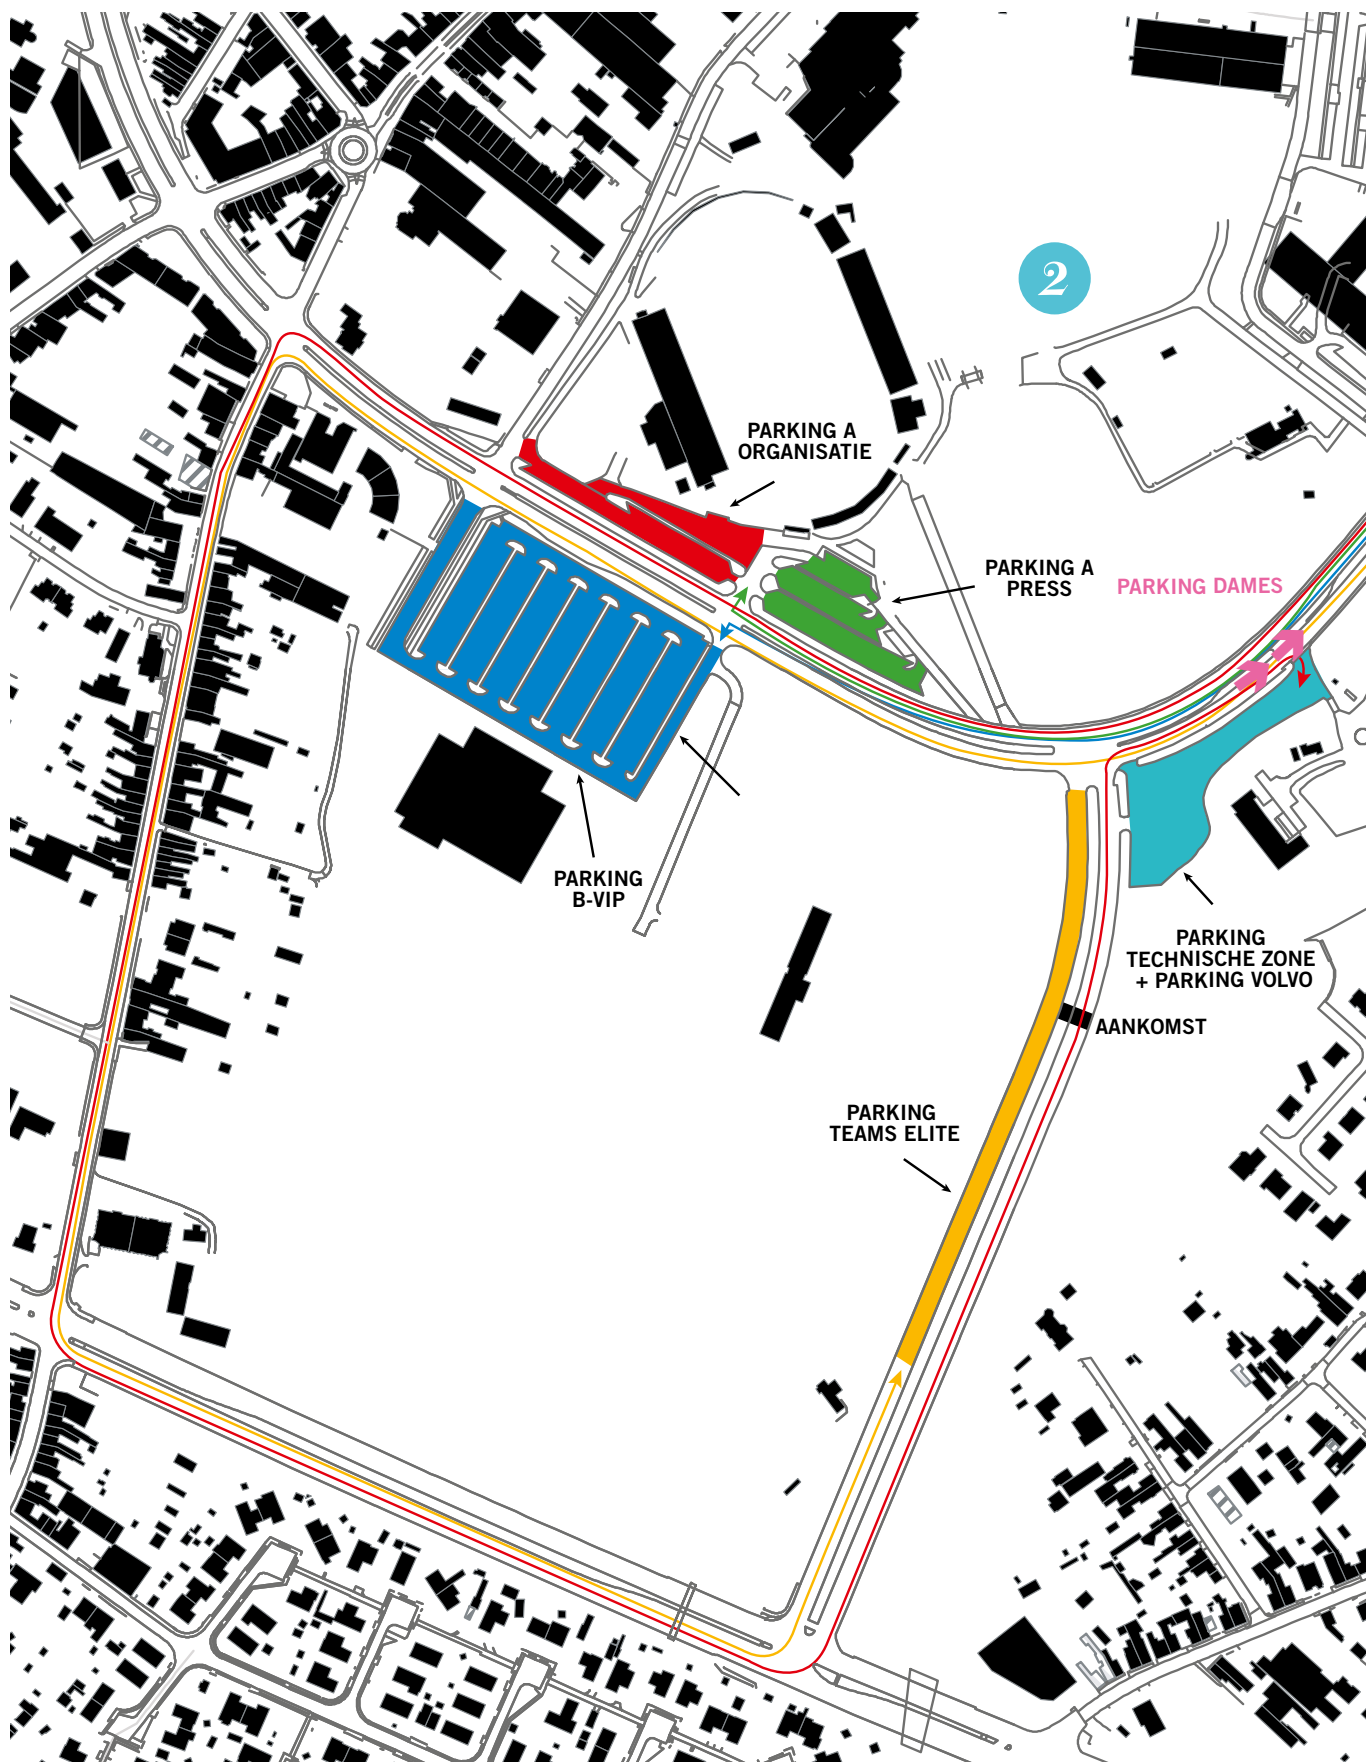 2
PARKING A
ORGANISATIE
PARKING A
PRESS
PARKING DAMES
PARKING
B-VIP
PARKING
TECHNISCHE ZONE
+ PARKING VOLVO
AANKOMST
PARKING
TEAMS ELITE